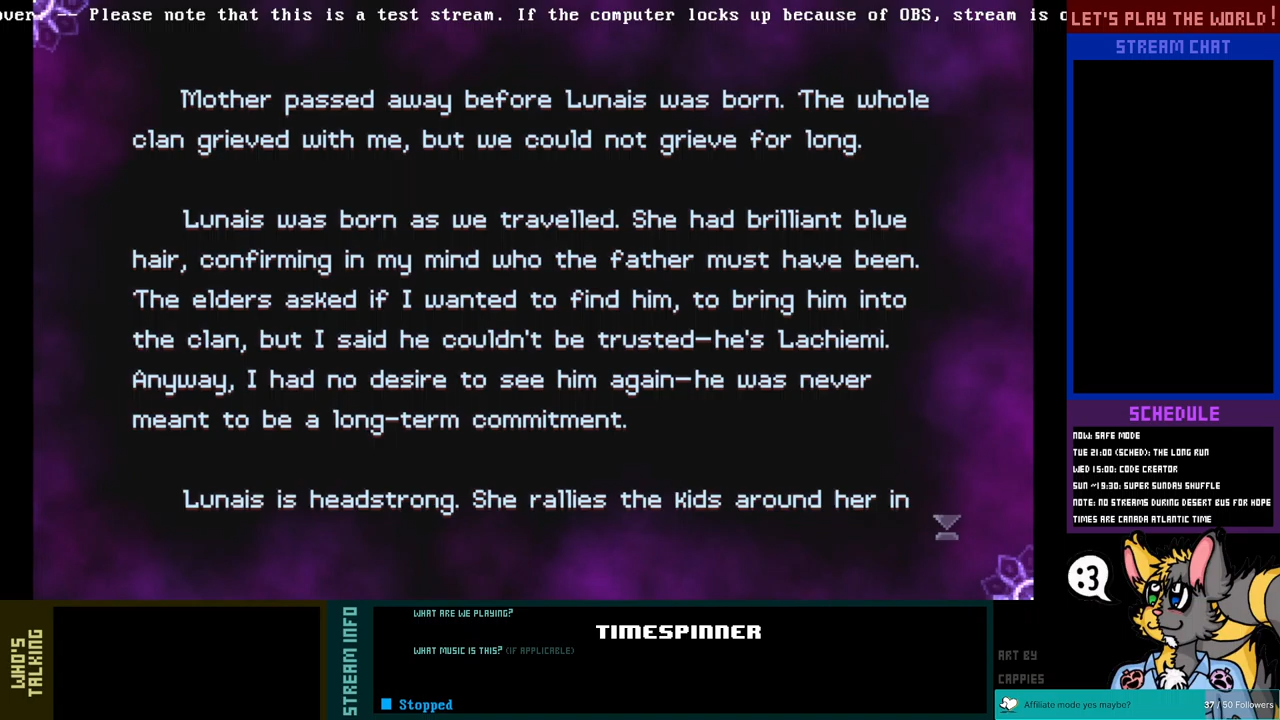 over. -- Please note that this is a test stream. If the computer locks up because of OBS, stream is
LET'S PLAY THE WORLD!
STREAM CHAT
Mother passed away before Lunais was born. The whole
clan grieved with me, but we could not grieve for long.
Lunais was born as we travelled. She had brilliant blue
hair, confirming in my mind who the father must have been.
The elders asked if I wanted to find him, to bring him into
the clan, but I said he couldn't be trusted—he's Lachiemi.
Anyway, I had no desire to see him again—he was never
meant to be a long-term commitment.
Lunais is headstrong. She rallies the kids around her in
SCHEDULE
NOW: SAFE MODE
TUE 21:00 (SCHED): THE LONG RUN
WED 15:00: CODE CREATOR
SUN ~19:30: SUPER SUNDAY SHUFFLE
NOTE: NO STREAMS DURING DESERT BUS FOR HOPE
TIMES ARE CANADA ATLANTIC TIME
:3
WHO'S
TALKING
STREAM INFO
WHAT ARE WE PLAYING?
TIMESPINNER
WHAT MUSIC IS THIS? (IF APPLICABLE)
Stopped
ART BY
CAPPIES
Affiliate mode yes maybe?
37 / 50 Followers